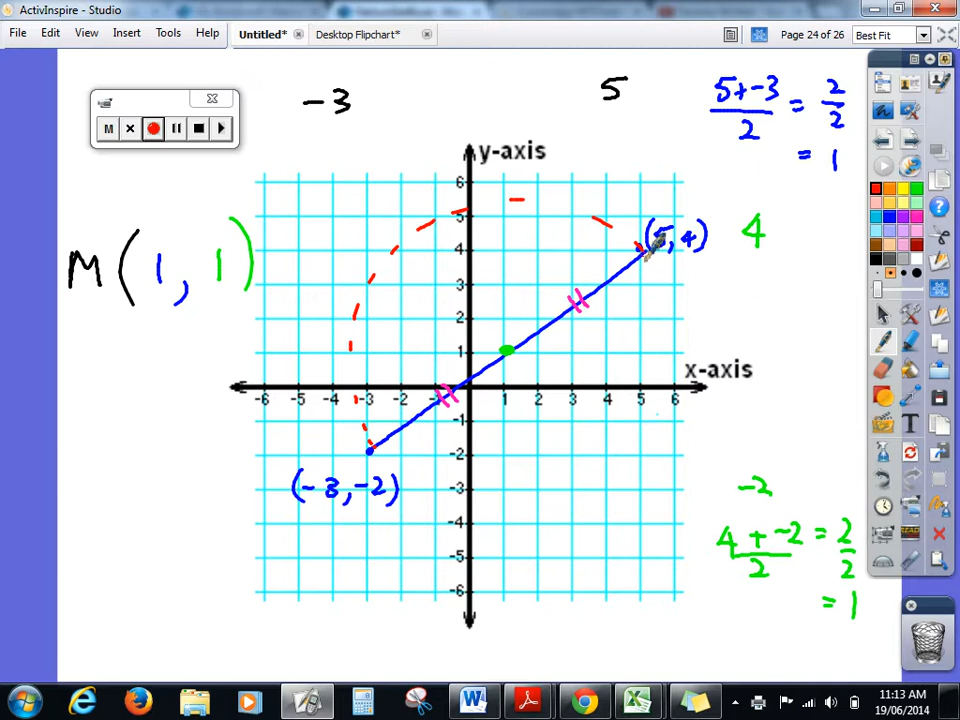 ActivInspire - Studio
File Edit View Insert Tools Help
Untitled* Desktop Flipchart* Page 24 of 26 Best Fit
M
-3 5
5+-3/2 = 2/2
= 1
y-axis
6
5
4
3
2
1
(5, 4)
4
M(1, 1)
x-axis
-6 -5 -4 -3 -2 -1 1 2 3 4 5 6
-1
-2
-3
-4
-5
-6
(-3, -2)
-2
4 + -2/2 = 2/2
= 1
11:13 AM
19/06/2014